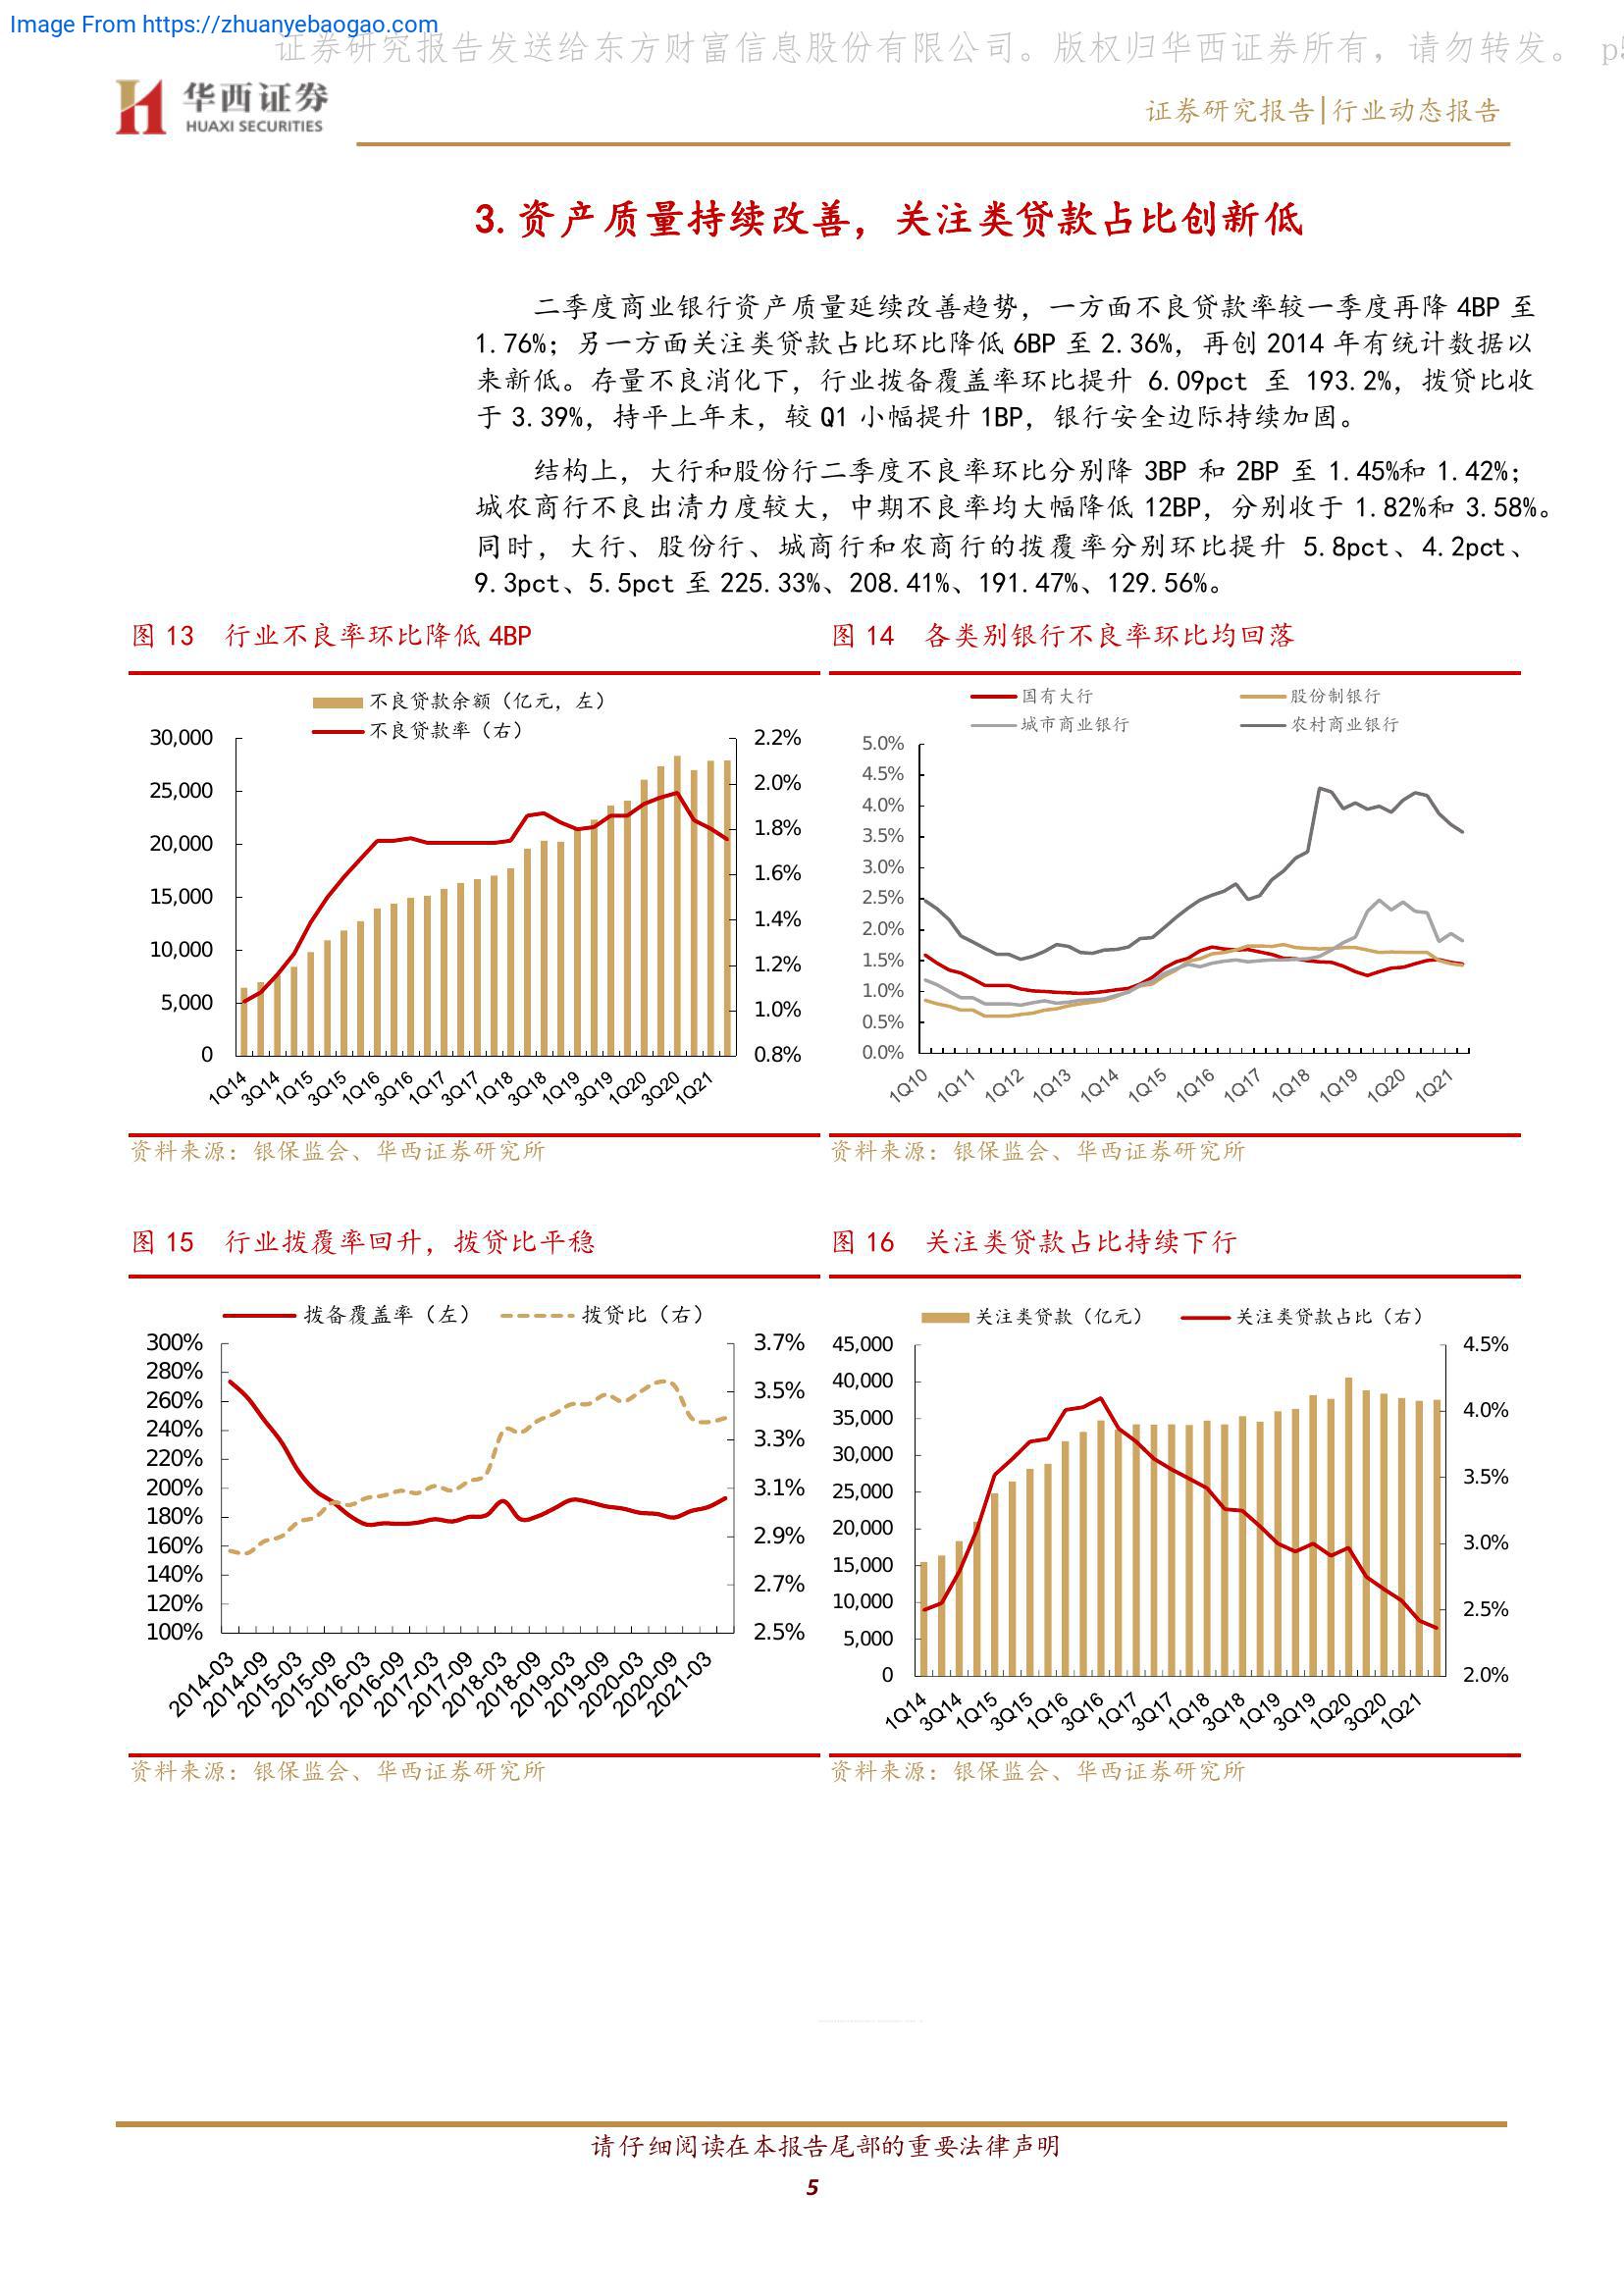 Image From https://zhuanyebaogao.com
证券研究报告发送给东方财富信息股份有限公司。版权归华西证券所有，请勿转发。 p5
华西证券
HUAXI SECURITIES
证券研究报告|行业动态报告
3. 资产质量持续改善，关注类贷款占比创新低
二季度商业银行资产质量延续改善趋势，一方面不良贷款率较一季度再降 4BP 至
1.76%；另一方面关注类贷款占比环比降低 6BP 至 2.36%，再创 2014 年有统计数据以
来新低。存量不良消化下，行业拨备覆盖率环比提升 6.09pct 至 193.2%，拨贷比收
于 3.39%，持平上年末，较 Q1 小幅提升 1BP，银行安全边际持续加固。
结构上，大行和股份行二季度不良率环比分别降 3BP 和 2BP 至 1.45%和 1.42%；
城农商行不良出清力度较大，中期不良率均大幅降低 12BP，分别收于 1.82%和 3.58%。
同时，大行、股份行、城商行和农商行的拨覆率分别环比提升 5.8pct、4.2pct、
9.3pct、5.5pct 至 225.33%、208.41%、191.47%、129.56%。
图 13 行业不良率环比降低 4BP
不良贷款余额（亿元，左）
不良贷款率（右）
30,000
25,000
20,000
15,000
10,000
5,000
0
2.2%
2.0%
1.8%
1.6%
1.4%
1.2%
1.0%
0.8%
1Q14 3Q14 1Q15 3Q15 1Q16 3Q16 1Q17 3Q17 1Q18 3Q18 1Q19 3Q19 1Q20 3Q20 1Q21
资料来源：银保监会、华西证券研究所
图 14 各类别银行不良率环比均回落
国有大行 股份制银行
城市商业银行 农村商业银行
5.0%
4.5%
4.0%
3.5%
3.0%
2.5%
2.0%
1.5%
1.0%
0.5%
0.0%
1Q10 1Q11 1Q12 1Q13 1Q14 1Q15 1Q16 1Q17 1Q18 1Q19 1Q20 1Q21
资料来源：银保监会、华西证券研究所
图 15 行业拨覆率回升，拨贷比平稳
拨备覆盖率（左） 拨贷比（右）
300%
280%
260%
240%
220%
200%
180%
160%
140%
120%
100%
3.7%
3.5%
3.3%
3.1%
2.9%
2.7%
2.5%
2014-03 2014-09 2015-03 2015-09 2016-03 2016-09 2017-03 2017-09 2018-03 2018-09 2019-03 2019-09 2020-03 2020-09 2021-03
资料来源：银保监会、华西证券研究所
图 16 关注类贷款占比持续下行
关注类贷款（亿元） 关注类贷款占比（右）
45,000
40,000
35,000
30,000
25,000
20,000
15,000
10,000
5,000
0
4.5%
4.0%
3.5%
3.0%
2.5%
2.0%
1Q14 3Q14 1Q15 3Q15 1Q16 3Q16 1Q17 3Q17 1Q18 3Q18 1Q19 3Q19 1Q20 3Q20 1Q21
资料来源：银保监会、华西证券研究所
请仔细阅读在本报告尾部的重要法律声明
5